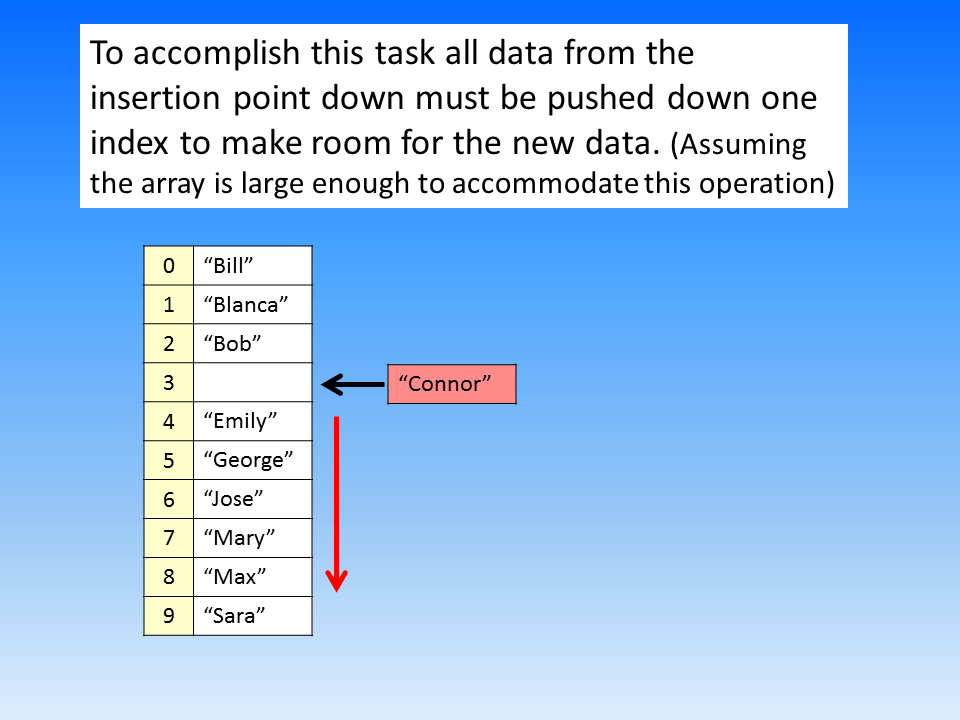 To accomplish this task all data from the
insertion point down must be pushed down one
index to make room for the new data. (Assuming
the array is large enough to accommodate this operation)
0 “Bill”
1 “Blanca”
2 “Bob”
3
“Connor”
4 “Emily”
5 “George”
6 “Jose”
7 “Mary”
8 “Max”
9 “Sara”